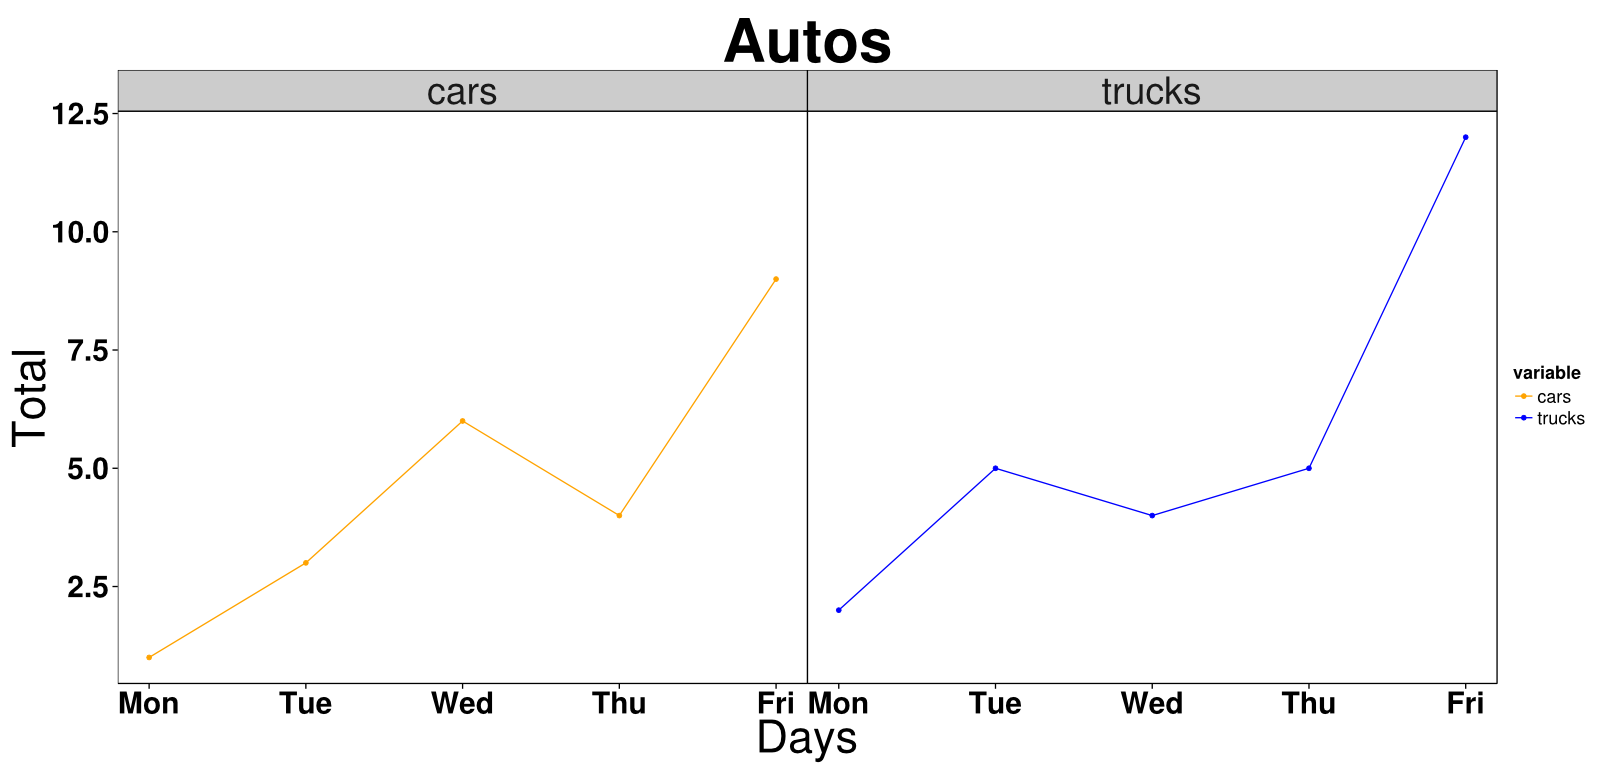 Autos
cars trucks
12.5
10.0
7.5
5.0
2.5
Total
Mon Tue Wed Thu Fri Mon Tue Wed Thu Fri
Days
variable
cars
trucks